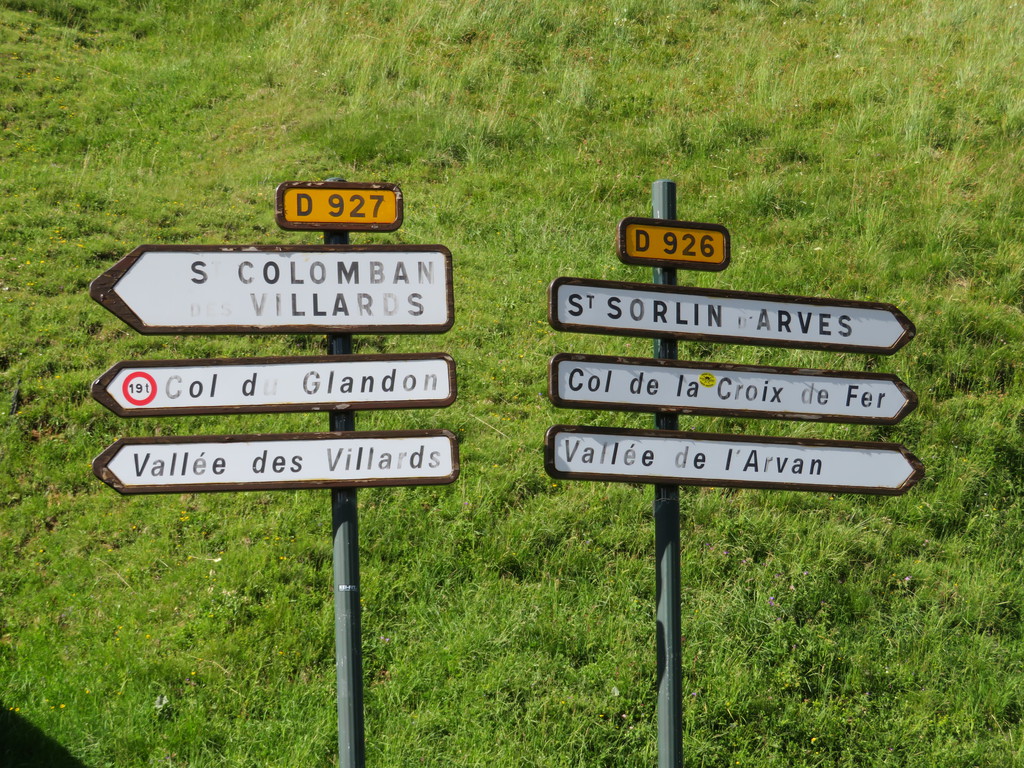 D 927
ST COLOMBAN
DES VILLARDS
19t Col du Glandon
Vallée des Villards
D 926
ST SORLIN D'ARVES
Col de la Croix de Fer
Vallée de l'Arvan